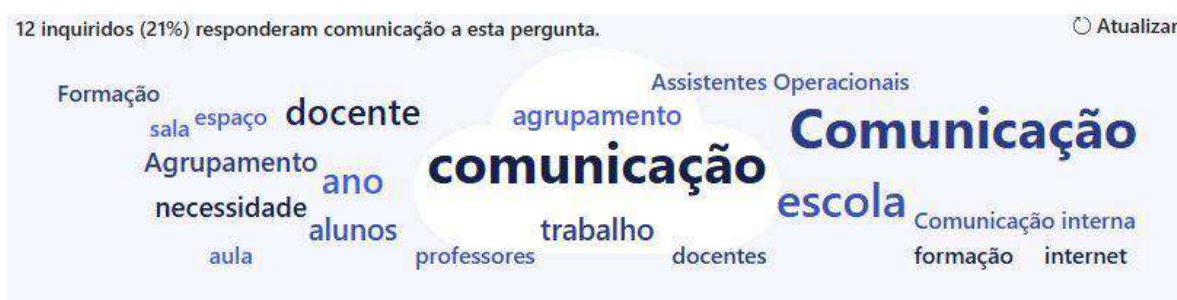 12 inquiridos (21%) responderam comunicação a esta pergunta.
Atualizar
Formação
Assistentes Operacionais
sala espaço docente
agrupamento
Comunicação
Agrupamento
ano
comunicação
necessidade
escola
alunos
trabalho
Comunicação interna
aula
professores
docentes
formação
internet